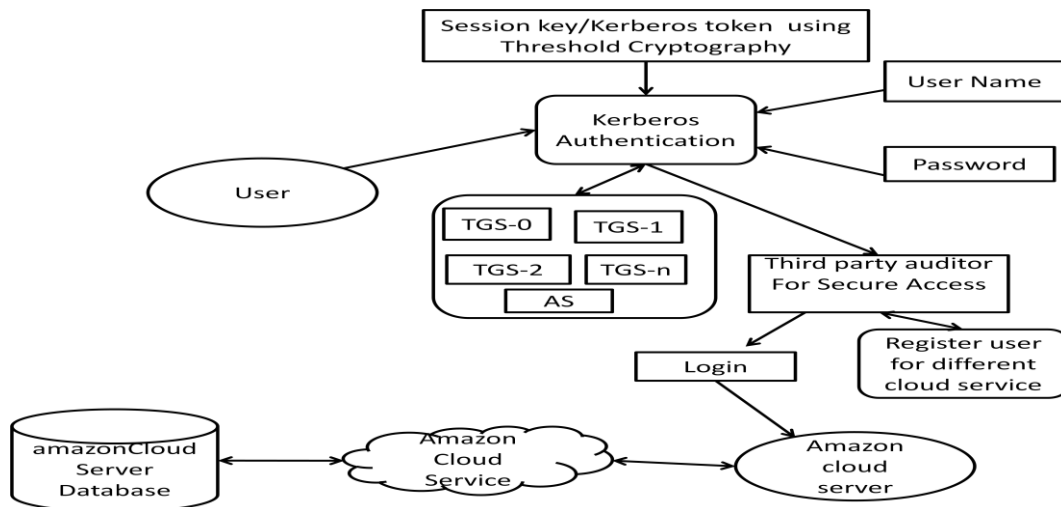 Session key/Kerberos token using
Threshold Cryptography
User Name
Kerberos
Authentication
Password
User
TGS-0
TGS-1
TGS-2
TGS-n
AS
Third party auditor
For Secure Access
Register user
for different
cloud service
Login
amazonCloud
Server
Database
Amazon
Cloud
Service
Amazon
cloud
server